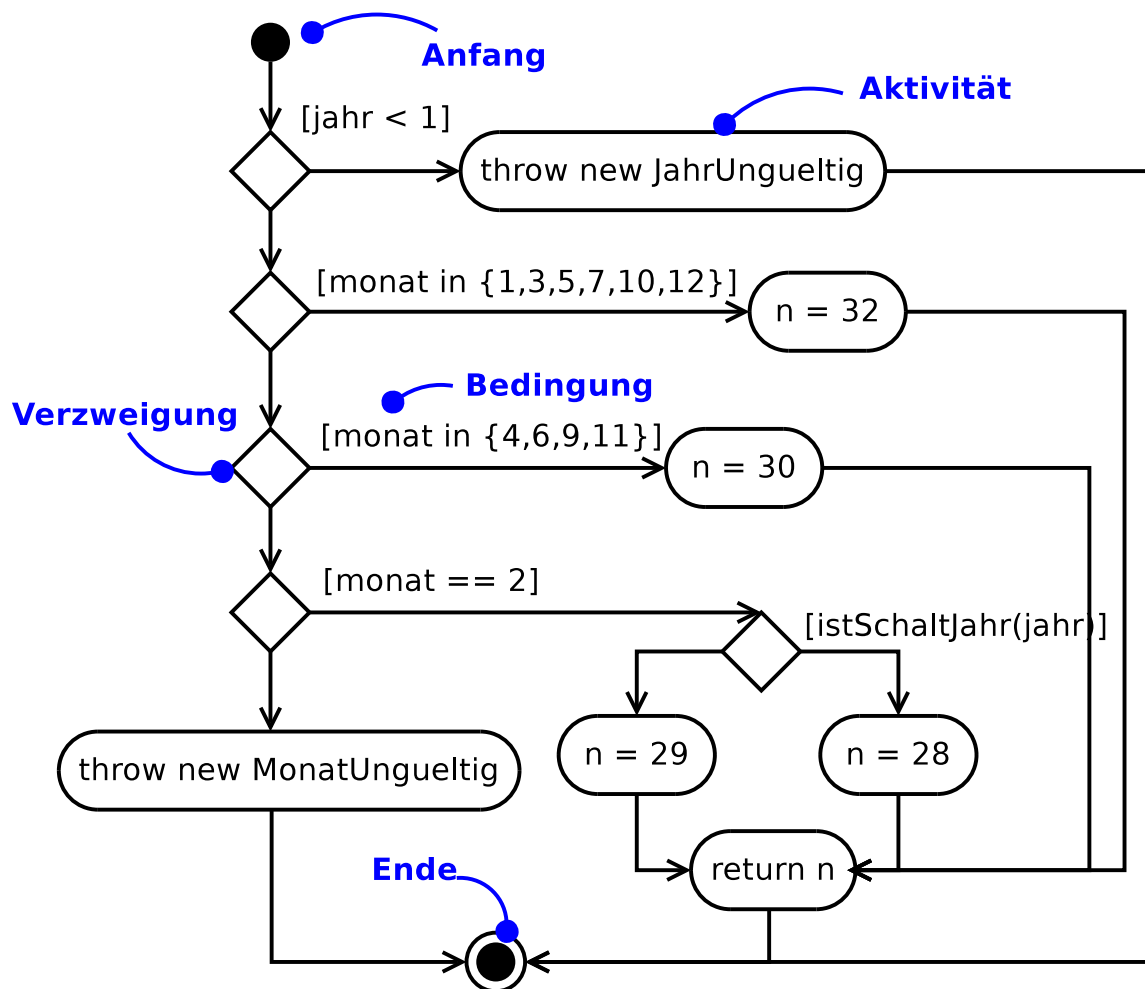 Anfang
Aktivität
[jahr < 1]
throw new JahrUngueltig
[monat in {1,3,5,7,10,12}]
n = 32
Bedingung
Verzweigung
[monat in {4,6,9,11}]
n = 30
[monat == 2]
[istSchaltJahr(jahr)]
throw new MonatUngueltig
n = 29
n = 28
Ende
return n